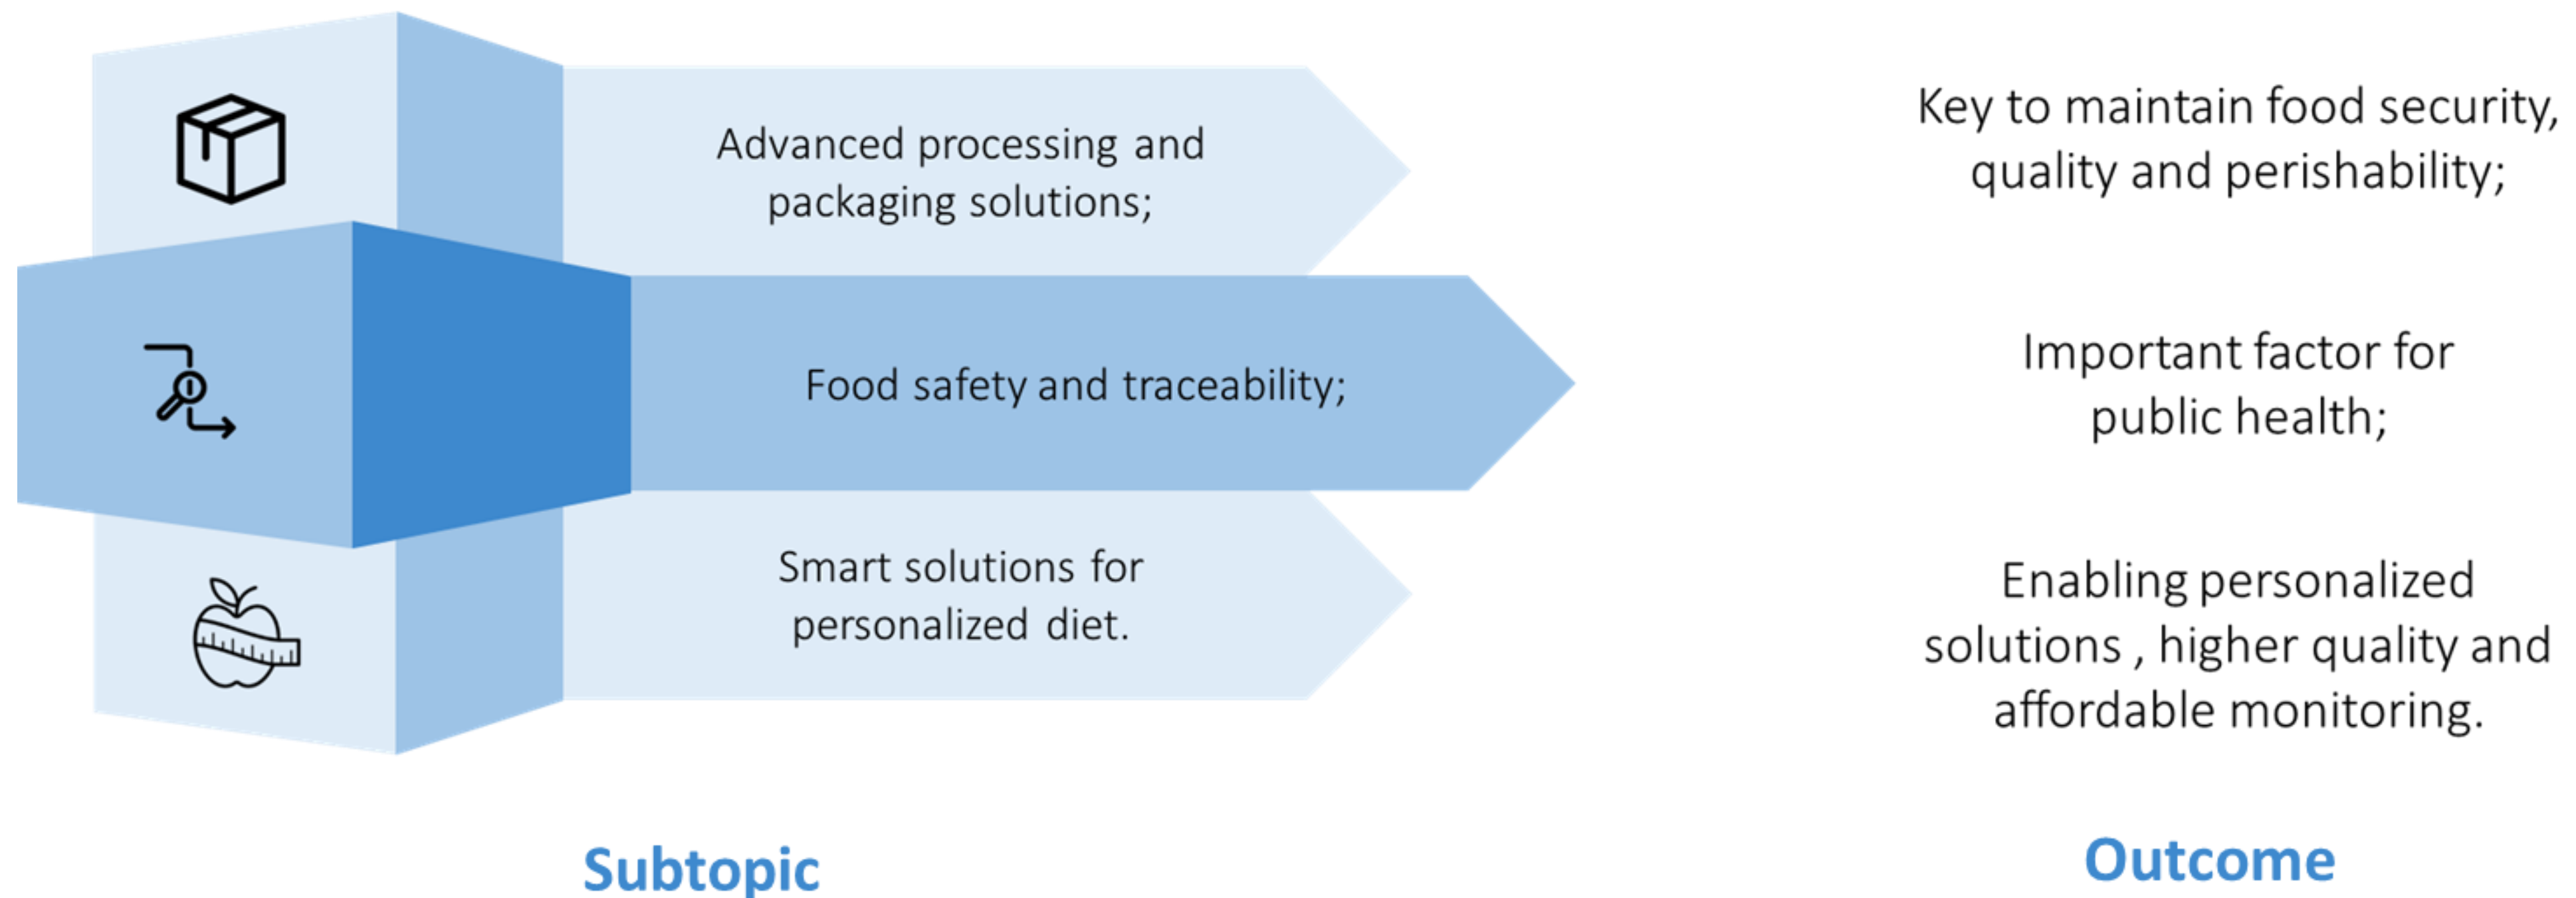 Advanced processing and
packaging solutions;
Key to maintain food security,
quality and perishability;
Food safety and traceability;
Important factor for
public health;
Smart solutions for
personalized diet.
Enabling personalized
solutions , higher quality and
affordable monitoring.
Subtopic
Outcome